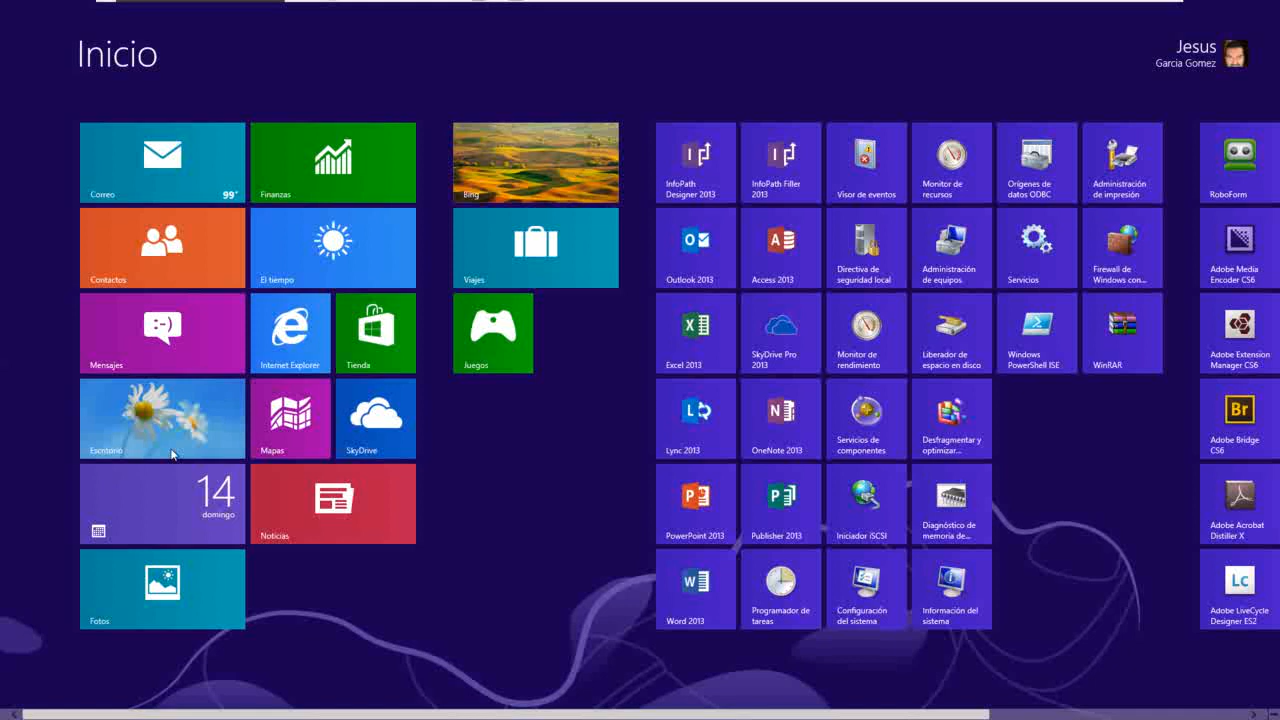 Inicio
Jesus
Garcia Gomez
Correo
99+
Finanzas
Contactos
El tiempo
Mensajes
Internet Explorer
Tienda
Escritorio
Mapas
SkyDrive
14
domingo
Noticias
Fotos
Bing
Viajes
Juegos
InfoPath
Designer 2013
InfoPath Filler
2013
Visor de eventos
Monitor de
recursos
Orígenes de
datos ODBC
Administración
de impresión
Outlook 2013
Access 2013
Directiva de
seguridad local
Administración
de equipos
Servicios
Firewall de
Windows con...
Excel 2013
SkyDrive Pro
2013
Monitor de
rendimiento
Liberador de
espacio en disco
Windows
PowerShell ISE
WinRAR
Lync 2013
OneNote 2013
Servicios de
componentes
Desfragmentar y
optimizar...
PowerPoint 2013
Publisher 2013
Iniciador iSCSI
Diagnóstico de
memoria de...
Word 2013
Programador de
tareas
Configuración
del sistema
Información del
sistema
RoboForm
Adobe Media
Encoder CS6
Adobe Extension
Manager CS6
Br
Adobe Bridge
CS6
Adobe Acrobat
Distiller X
Lc
Adobe LiveCycle
Designer ES2